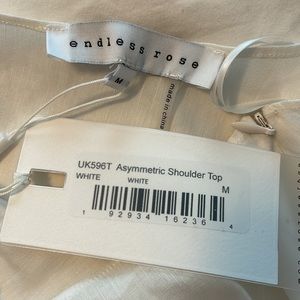 endless rose
M
made in china
UK596T Asymmetric Shoulder Top
WHITE WHITE M
1 92934 16236 4